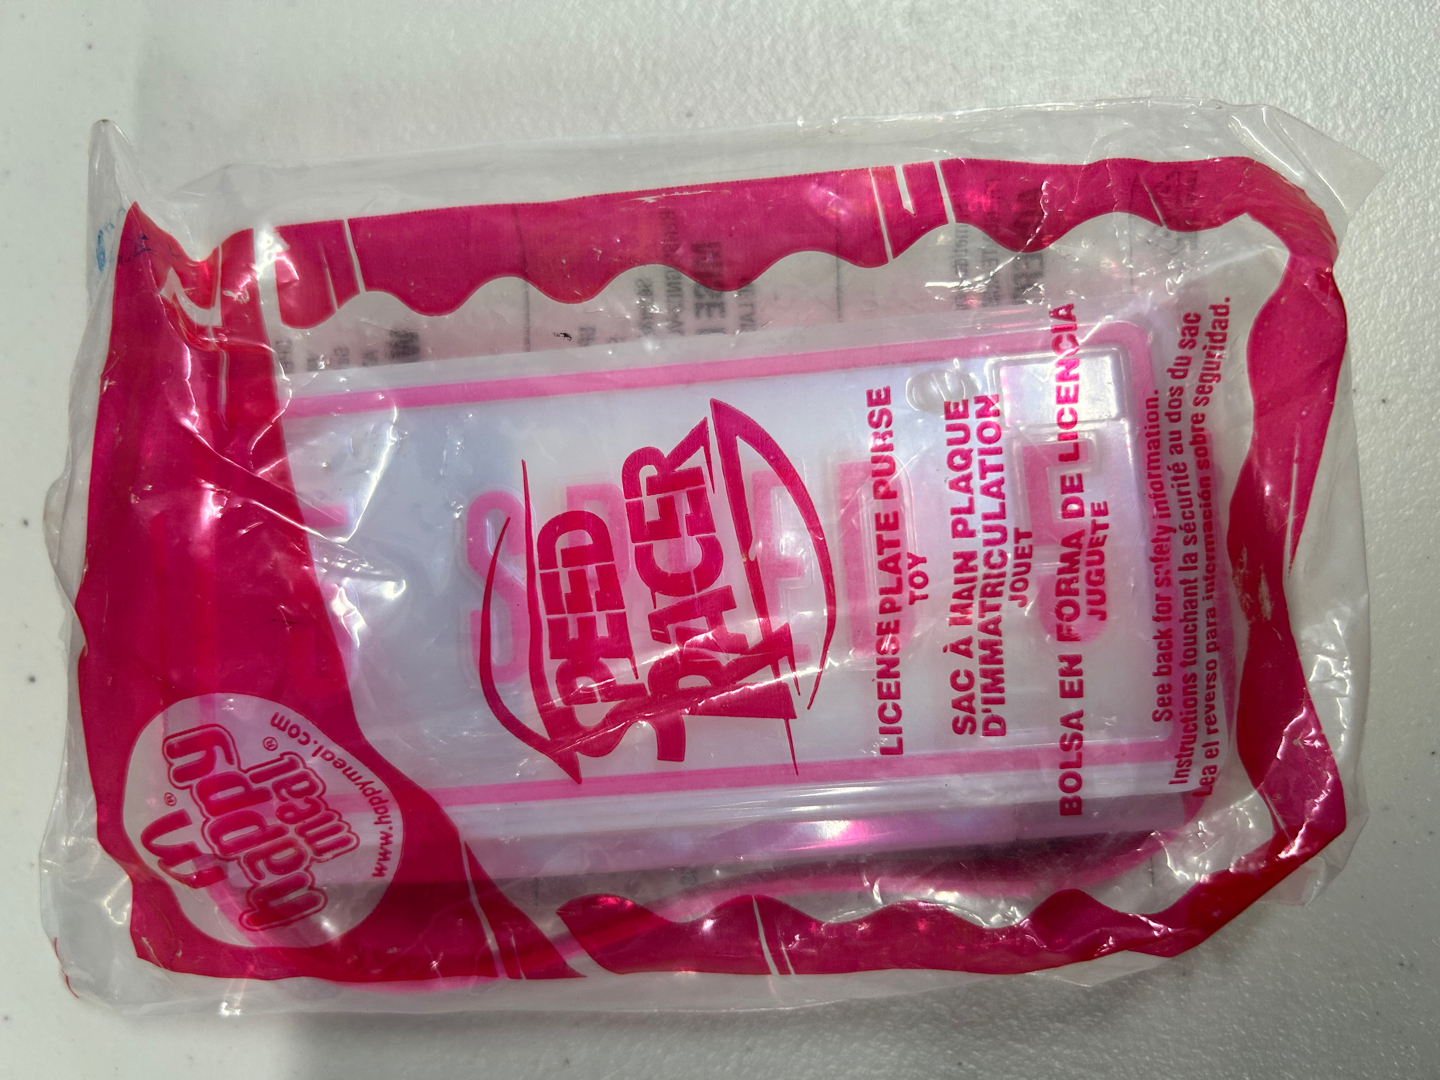 happy
meal®
www.happymeal.com
SPEED
RACER
LICENSE PLATE PURSE
TOY
SAC À MAIN PLAQUE
D'IMMATRICULATION
JOUET
BOLSA EN FORMA DE LICENCIA
JUGUETE
See back for safety information.
Instructions touchant la sécurité au dos du sac
Lea el reverso para información sobre seguridad.